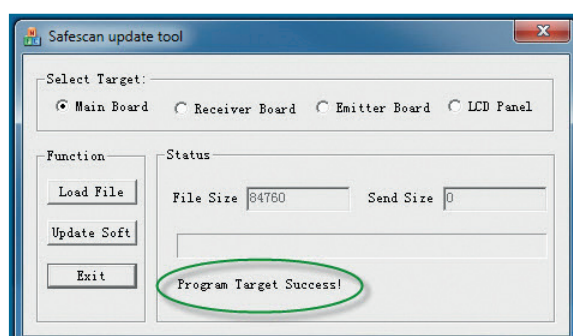 Safescan update tool
Select Target:
Main Board Receiver Board Emitter Board LCD Panel
Function
Status
Load File
File Size 84760 Send Size 0
Update Soft
Exit
Program Target Success!